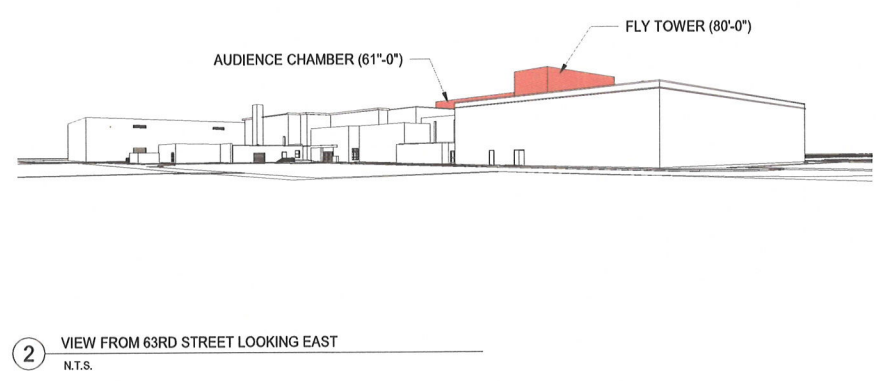 FLY TOWER (80'-0")
AUDIENCE CHAMBER (61"-0")
2
VIEW FROM 63RD STREET LOOKING EAST
N.T.S.